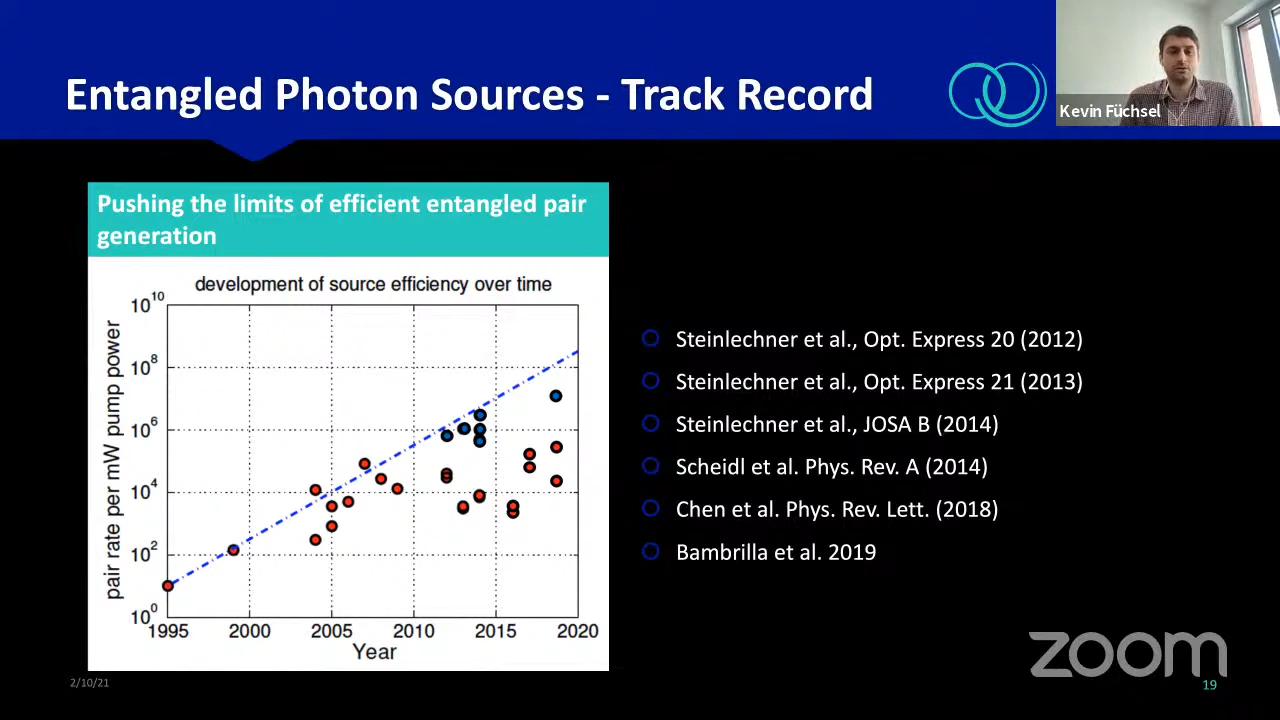 Entangled Photon Sources - Track Record
Kevin Füchsel
Pushing the limits of efficient entangled pair
generation
development of source efficiency over time
10^10
10^8
10^6
10^4
10^2
10^0
pair rate per mW pump power
1995 2000 2005 2010 2015 2020
Year
Steinlechner et al., Opt. Express 20 (2012)
Steinlechner et al., Opt. Express 21 (2013)
Steinlechner et al., JOSA B (2014)
Scheidl et al. Phys. Rev. A (2014)
Chen et al. Phys. Rev. Lett. (2018)
Bambrilla et al. 2019
zoom
2/10/21
19